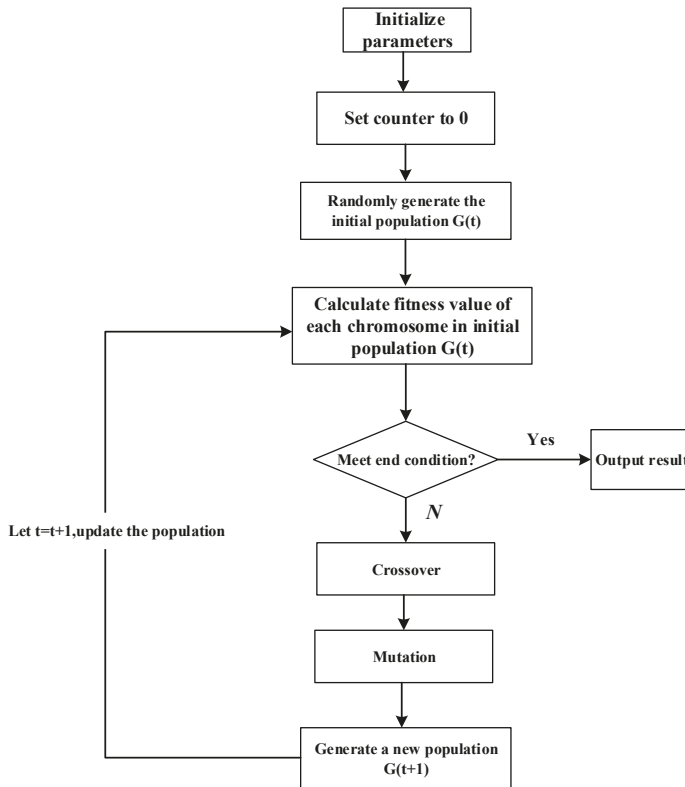 Initialize
parameters
Set counter to 0
Randomly generate the
initial population G(t)
Calculate fitness value of
each chromosome in initial
population G(t)
Meet end condition?
Yes
Output result
N
Let t=t+1,update the population
Crossover
Mutation
Generate a new population
G(t+1)